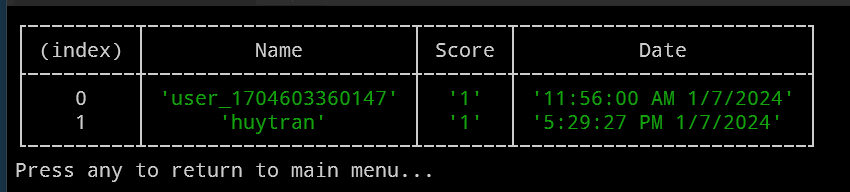 (index) Name Score Date
0 'user_1704603360147' '1' '11:56:00 AM 1/7/2024'
1 'huytran' '1' '5:29:27 PM 1/7/2024'
Press any to return to main menu...